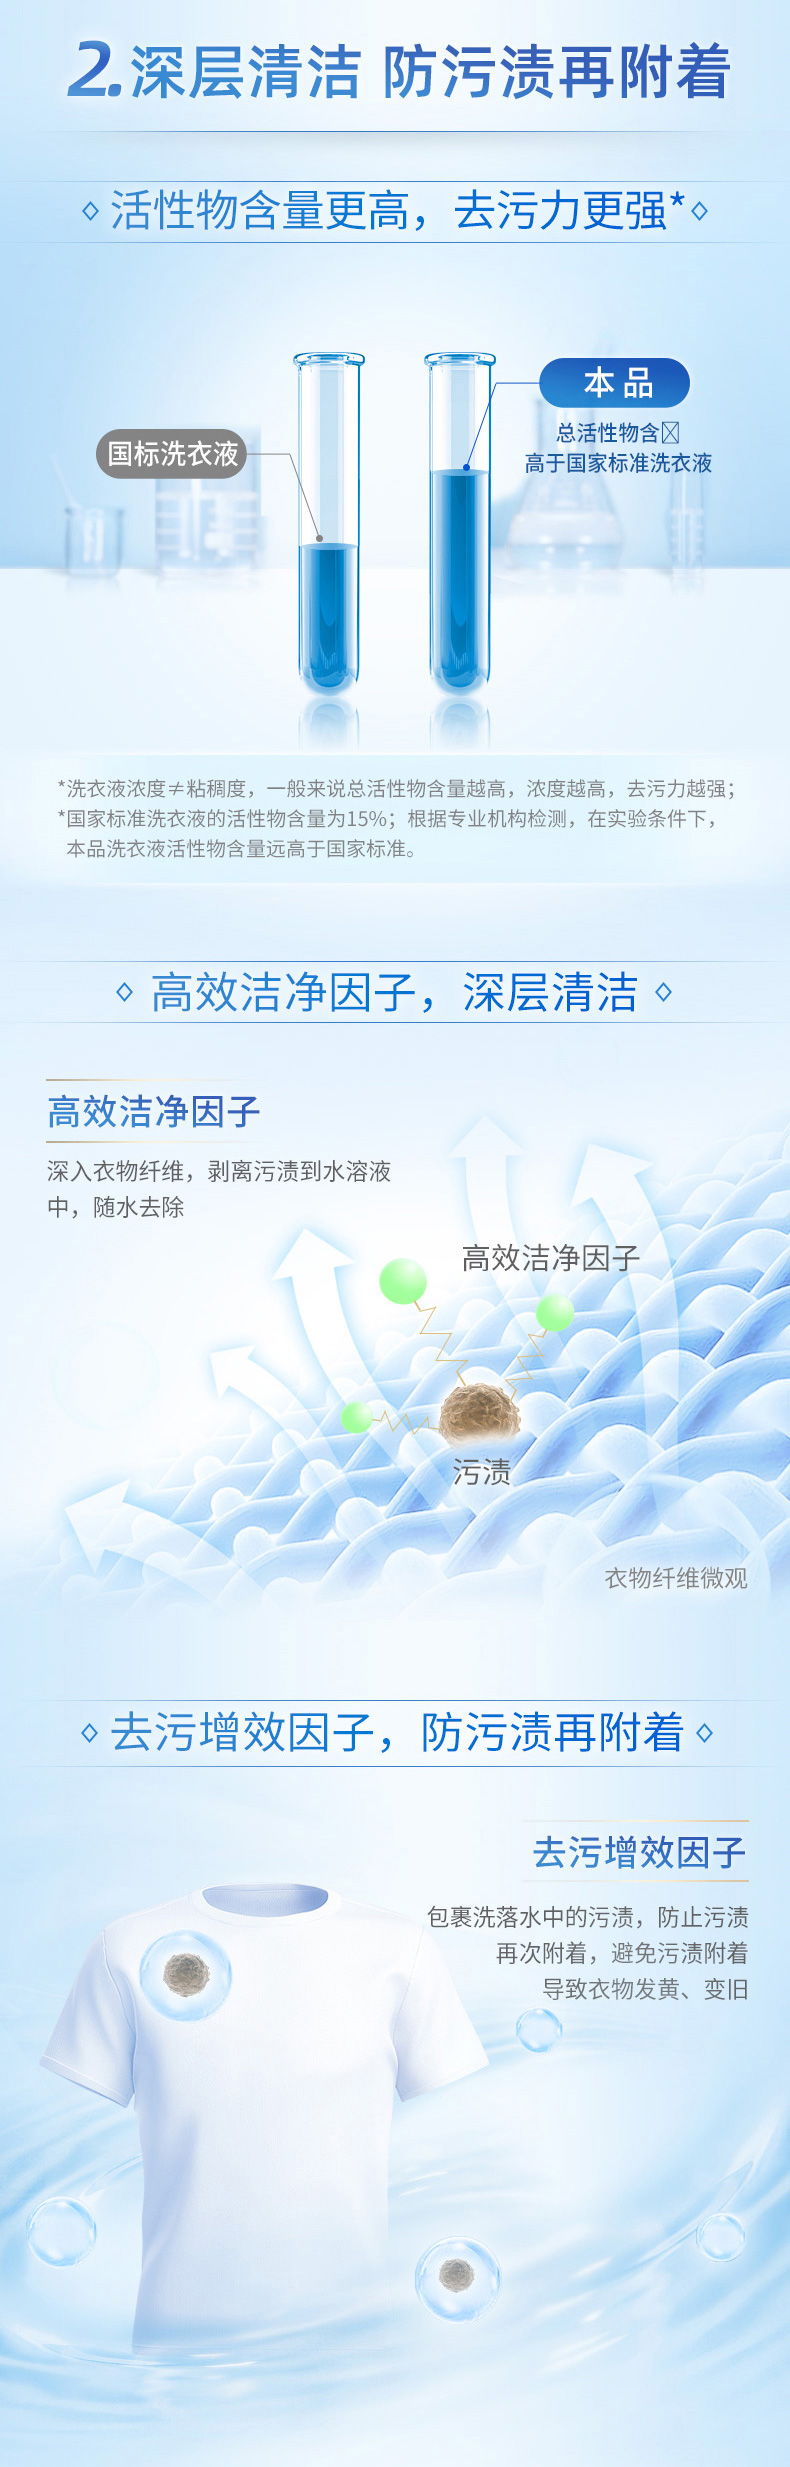 2.深层清洁 防污渍再附着
活性物含量更高，去污力更强*
本品
总活性物含
高于国家标准洗衣液
国标洗衣液
*洗衣液浓度≠粘稠度，一般来说总活性物含量越高，浓度越高，去污力越强；
*国家标准洗衣液的活性物含量为15%；根据专业机构检测，在实验条件下，
本品洗衣液活性物含量远高于国家标准。
高效洁净因子，深层清洁
高效洁净因子
深入衣物纤维，剥离污渍到水溶液
中，随水去除
高效洁净因子
污渍
衣物纤维微观
去污增效因子，防污渍再附着
去污增效因子
包裹洗落水中的污渍，防止污渍
再次附着，避免污渍附着
导致衣物发黄、变旧